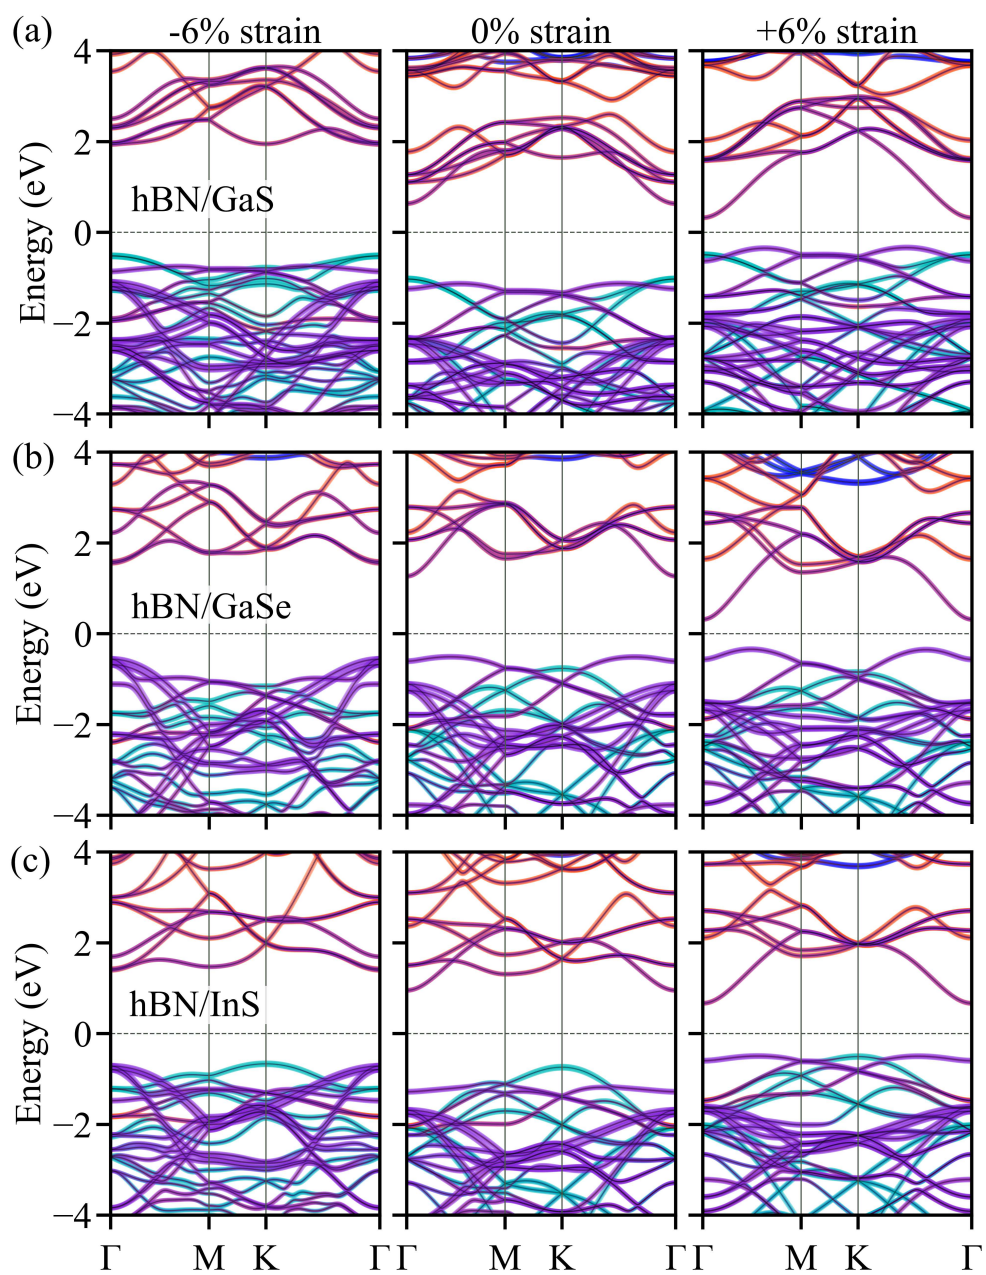 (a) -6% strain 0% strain +6% strain
4
2
0
−2
−4
Energy (eV)
hBN/GaS
(b)
4
2
0
−2
−4
Energy (eV)
hBN/GaSe
(c)
4
2
0
−2
−4
Energy (eV)
hBN/InS
Γ M K Γ Γ M K Γ Γ M K Γ